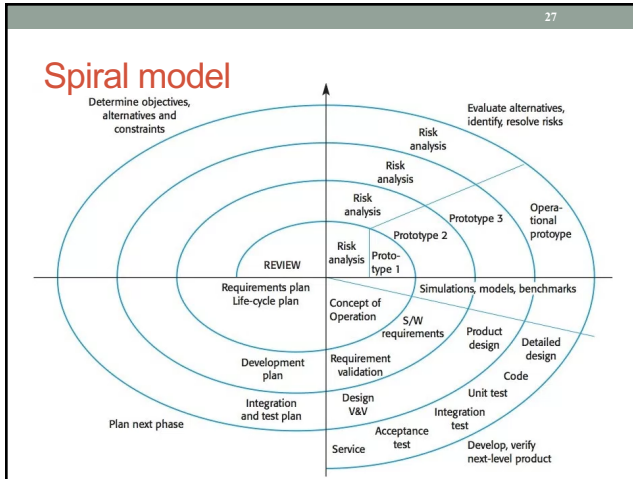 27
Spiral model
Determine objectives,
alternatives and
constraints
Evaluate alternatives,
identify, resolve risks
Risk
analysis
Risk
analysis
Risk
analysis
Risk
analysis
Proto-
type 1
Prototype 2
Prototype 3
Opera-
tional
protoype
REVIEW
Requirements plan
Life-cycle plan
Simulations, models, benchmarks
Concept of
Operation
S/W
requirements
Product
design
Detailed
design
Development
plan
Requirement
validation
Code
Unit test
Integration
and test plan
Design
V&V
Integration
test
Plan next phase
Acceptance
test
Service
Develop, verify
next-level product